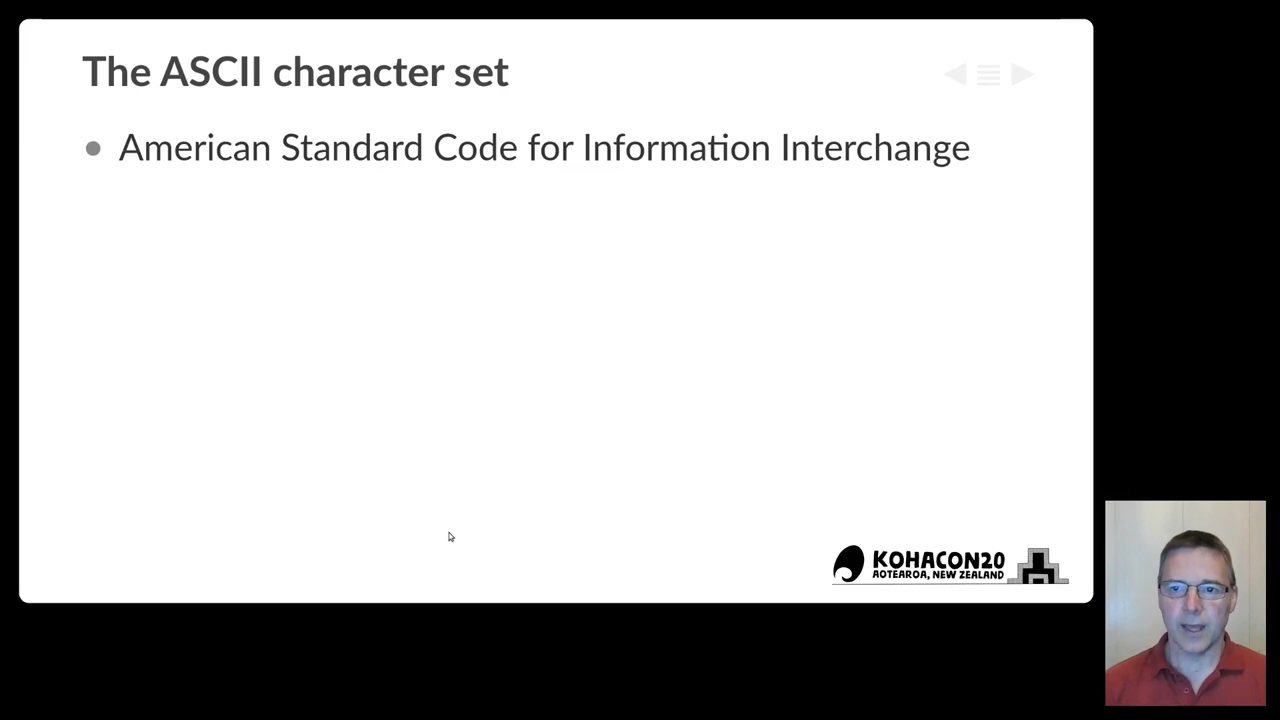 The ASCII character set
American Standard Code for Information Interchange
KOHACON20
AOTEAROA, NEW ZEALAND